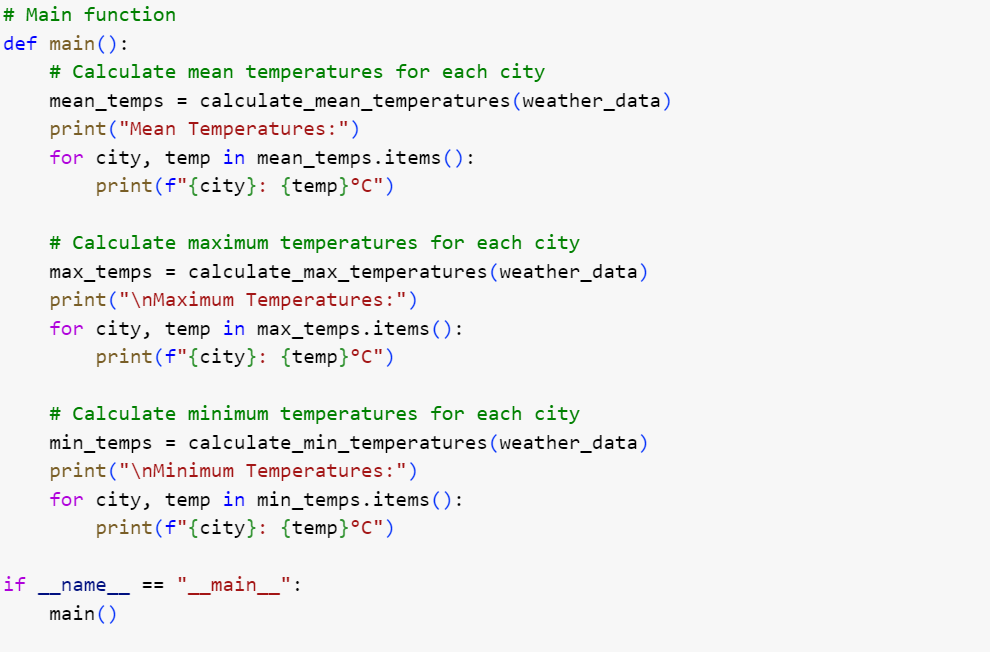 # Main function
def main():
    # Calculate mean temperatures for each city
    mean_temps = calculate_mean_temperatures(weather_data)
    print("Mean Temperatures:")
    for city, temp in mean_temps.items():
        print(f"{city}: {temp}°C")

    # Calculate maximum temperatures for each city
    max_temps = calculate_max_temperatures(weather_data)
    print("\nMaximum Temperatures:")
    for city, temp in max_temps.items():
        print(f"{city}: {temp}°C")

    # Calculate minimum temperatures for each city
    min_temps = calculate_min_temperatures(weather_data)
    print("\nMinimum Temperatures:")
    for city, temp in min_temps.items():
        print(f"{city}: {temp}°C")

if __name__ == "__main__":
    main()